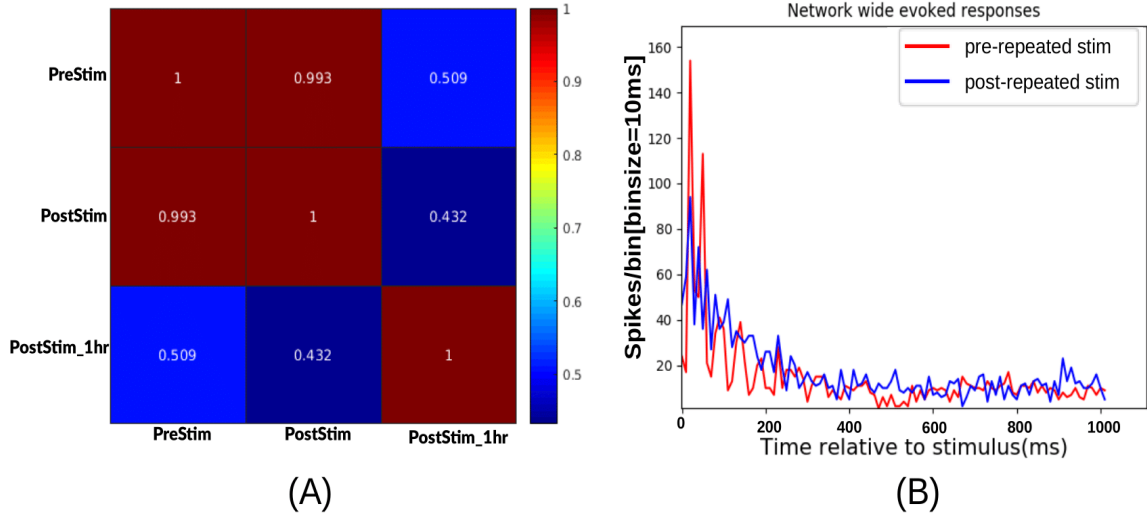 PreStim
PostStim
PostStim_1hr
1 0.993 0.509
0.993 1 0.432
0.509 0.432 1
PreStim PostStim PostStim_1hr
1
0.9
0.8
0.7
0.6
0.5
(A)
Network wide evoked responses
pre-repeated stim
post-repeated stim
Spikes/bin[binsize=10ms]
160
140
120
100
80
60
40
20
0 200 400 600 800 1000
Time relative to stimulus(ms)
(B)